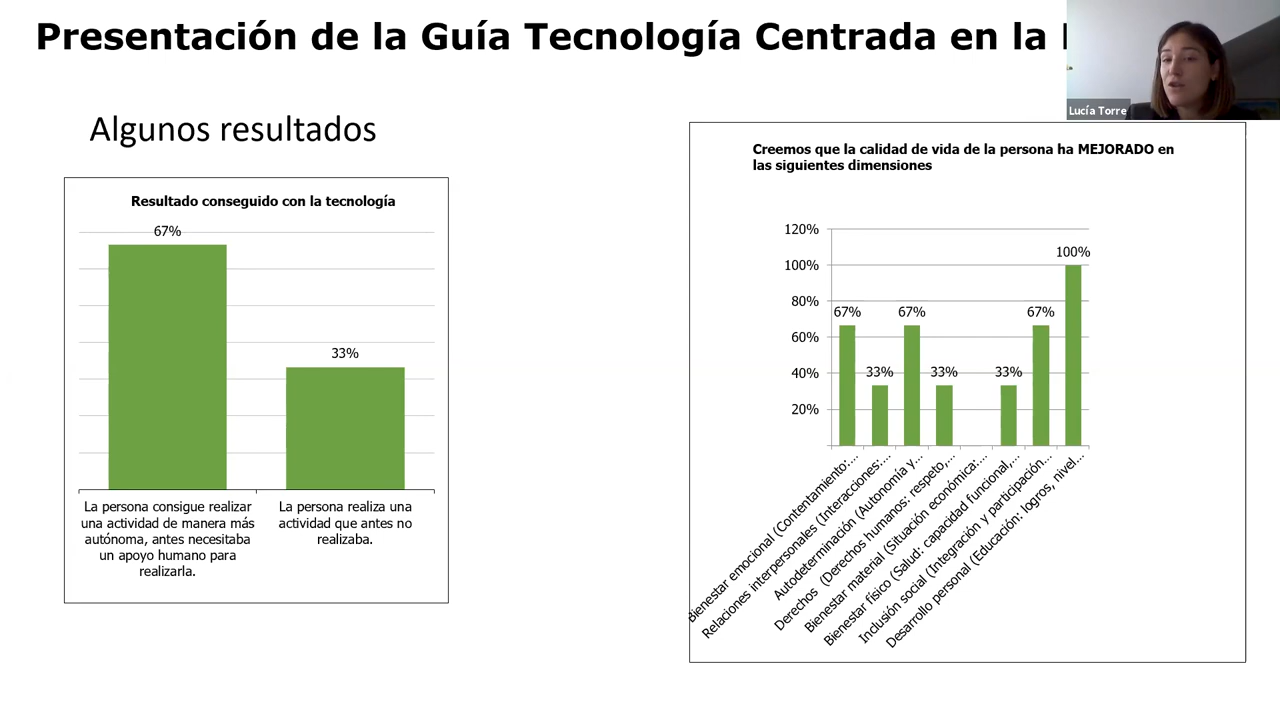 Presentación de la Guía Tecnología Centrada en la
Lucía Torre
Algunos resultados
Resultado conseguido con la tecnología
67%
33%
La persona consigue realizar
una actividad de manera más
autónoma, antes necesitaba
un apoyo humano para
realizarla.
La persona realiza una
actividad que antes no
realizaba.
Creemos que la calidad de vida de la persona ha MEJORADO en
las siguientes dimensiones
120%
100%
80%
60%
40%
20%
67%
33%
67%
33%
33%
67%
100%
Bienestar emocional (Contentamiento:...
Relaciones interpersonales (Interacciones:...
Autodeterminación (Autonomía y...
Derechos (Derechos humanos: respeto,...
Bienestar material (Situación económica:...
Bienestar físico (Salut: capacidad funcional,...
Inclusión social (Integración y participación...
Desarrollo personal (Educación: logros, nivel...